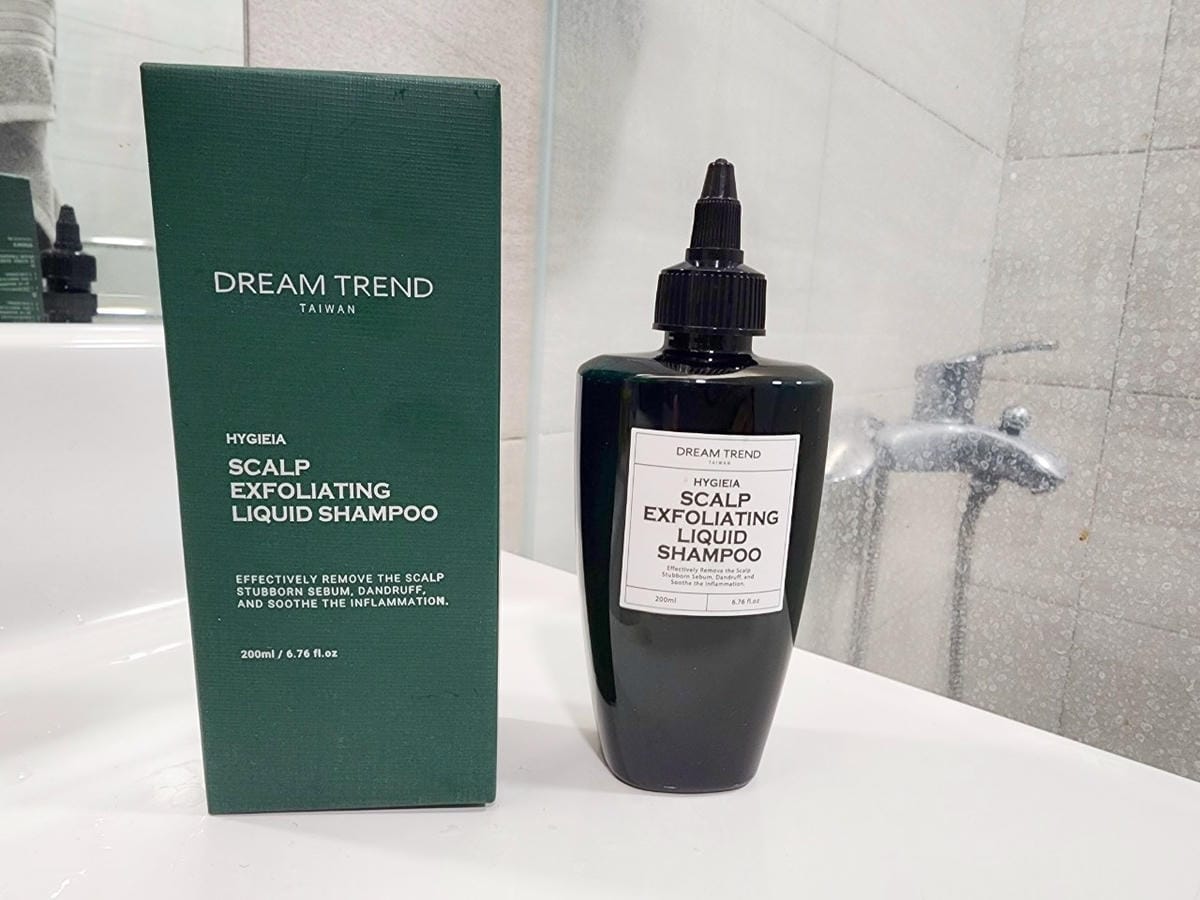 DREAM TREND
TAIWAN
HYGIEIA
SCALP
EXFOLIATING
LIQUID SHAMPOO
EFFECTIVELY REMOVE THE SCALP
STUBBORN SEBUM, DANDRUFF,
AND SOOTHE THE INFLAMMATION.
200ml / 6.76 fl.oz
DREAM TREND
TAIWAN
HYGIEIA
SCALP
EXFOLIATING
LIQUID
SHAMPOO
Effectively Remove the Scalp
Stubborn Sebum, Dandruff, and
Soothe the Inflammation.
200ml
6.76 fl.oz